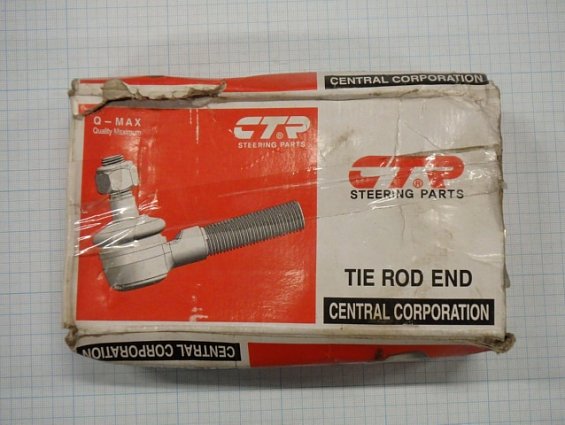 CENTRAL CORPORATION
Q-MAX
Quality Maximum
CTR
STEERING PARTS
CTR®
STEERING PARTS
TIE ROD END
CENTRAL CORPORATION
CENTRAL CORPORATION